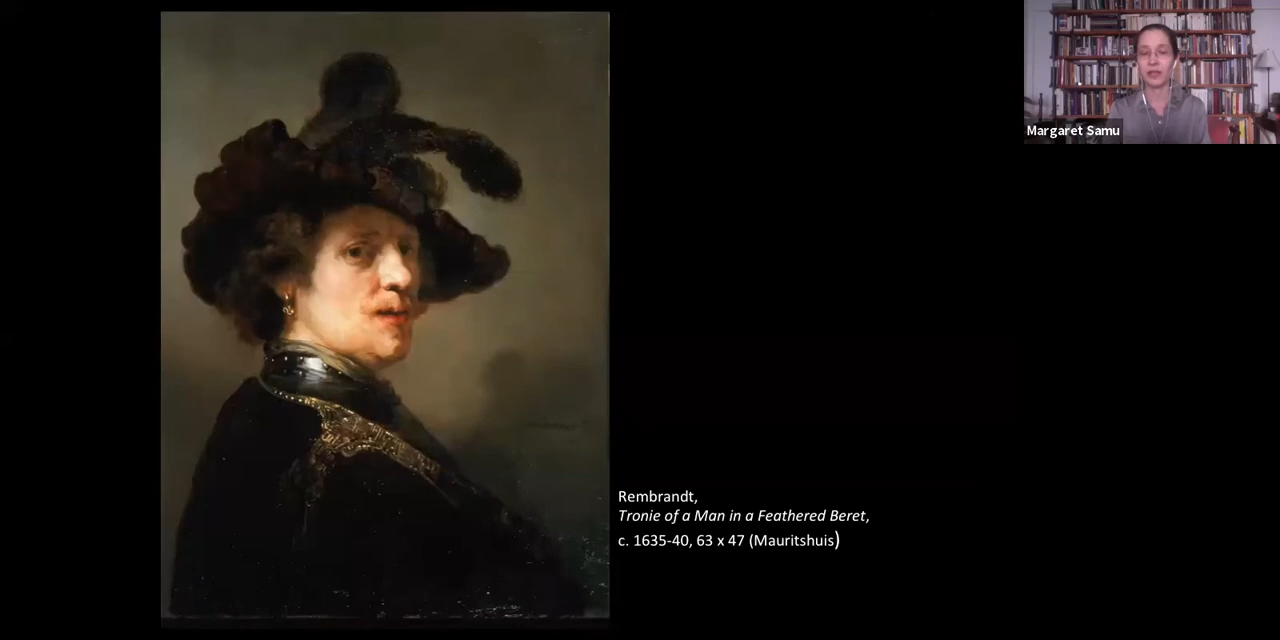 Margaret Samu
Rembrandt,
Tronie of a Man in a Feathered Beret,
c. 1635-40, 63 x 47 (Mauritshuis)